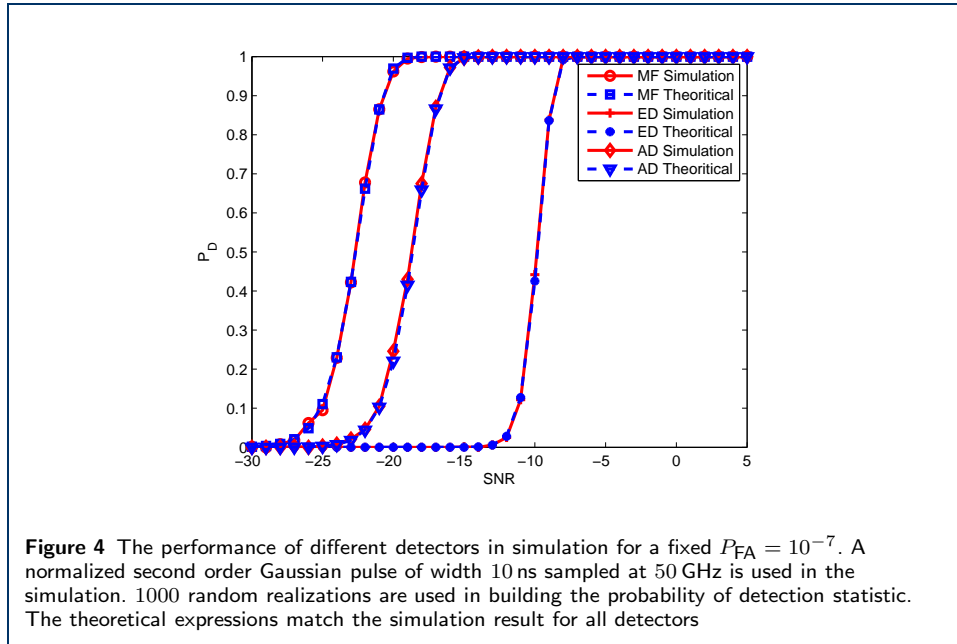 1
0.9
0.8
0.7
0.6
0.5
0.4
0.3
0.2
0.1
0
P_D
−30 −25 −20 −15 −10 −5 0 5
SNR
MF Simulation
MF Theoritical
ED Simulation
ED Theoritical
AD Simulation
AD Theoritical
Figure 4 The performance of different detectors in simulation for a fixed P_FA = 10^−7. A
normalized second order Gaussian pulse of width 10 ns sampled at 50 GHz is used in the
simulation. 1000 random realizations are used in building the probability of detection statistic.
The theoretical expressions match the simulation result for all detectors